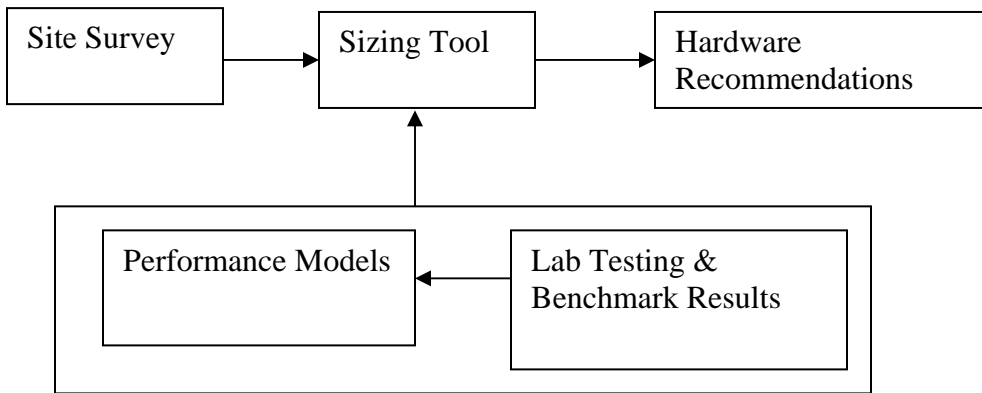 Site Survey
Sizing Tool
Hardware
Recommendations
Performance Models
Lab Testing &
Benchmark Results